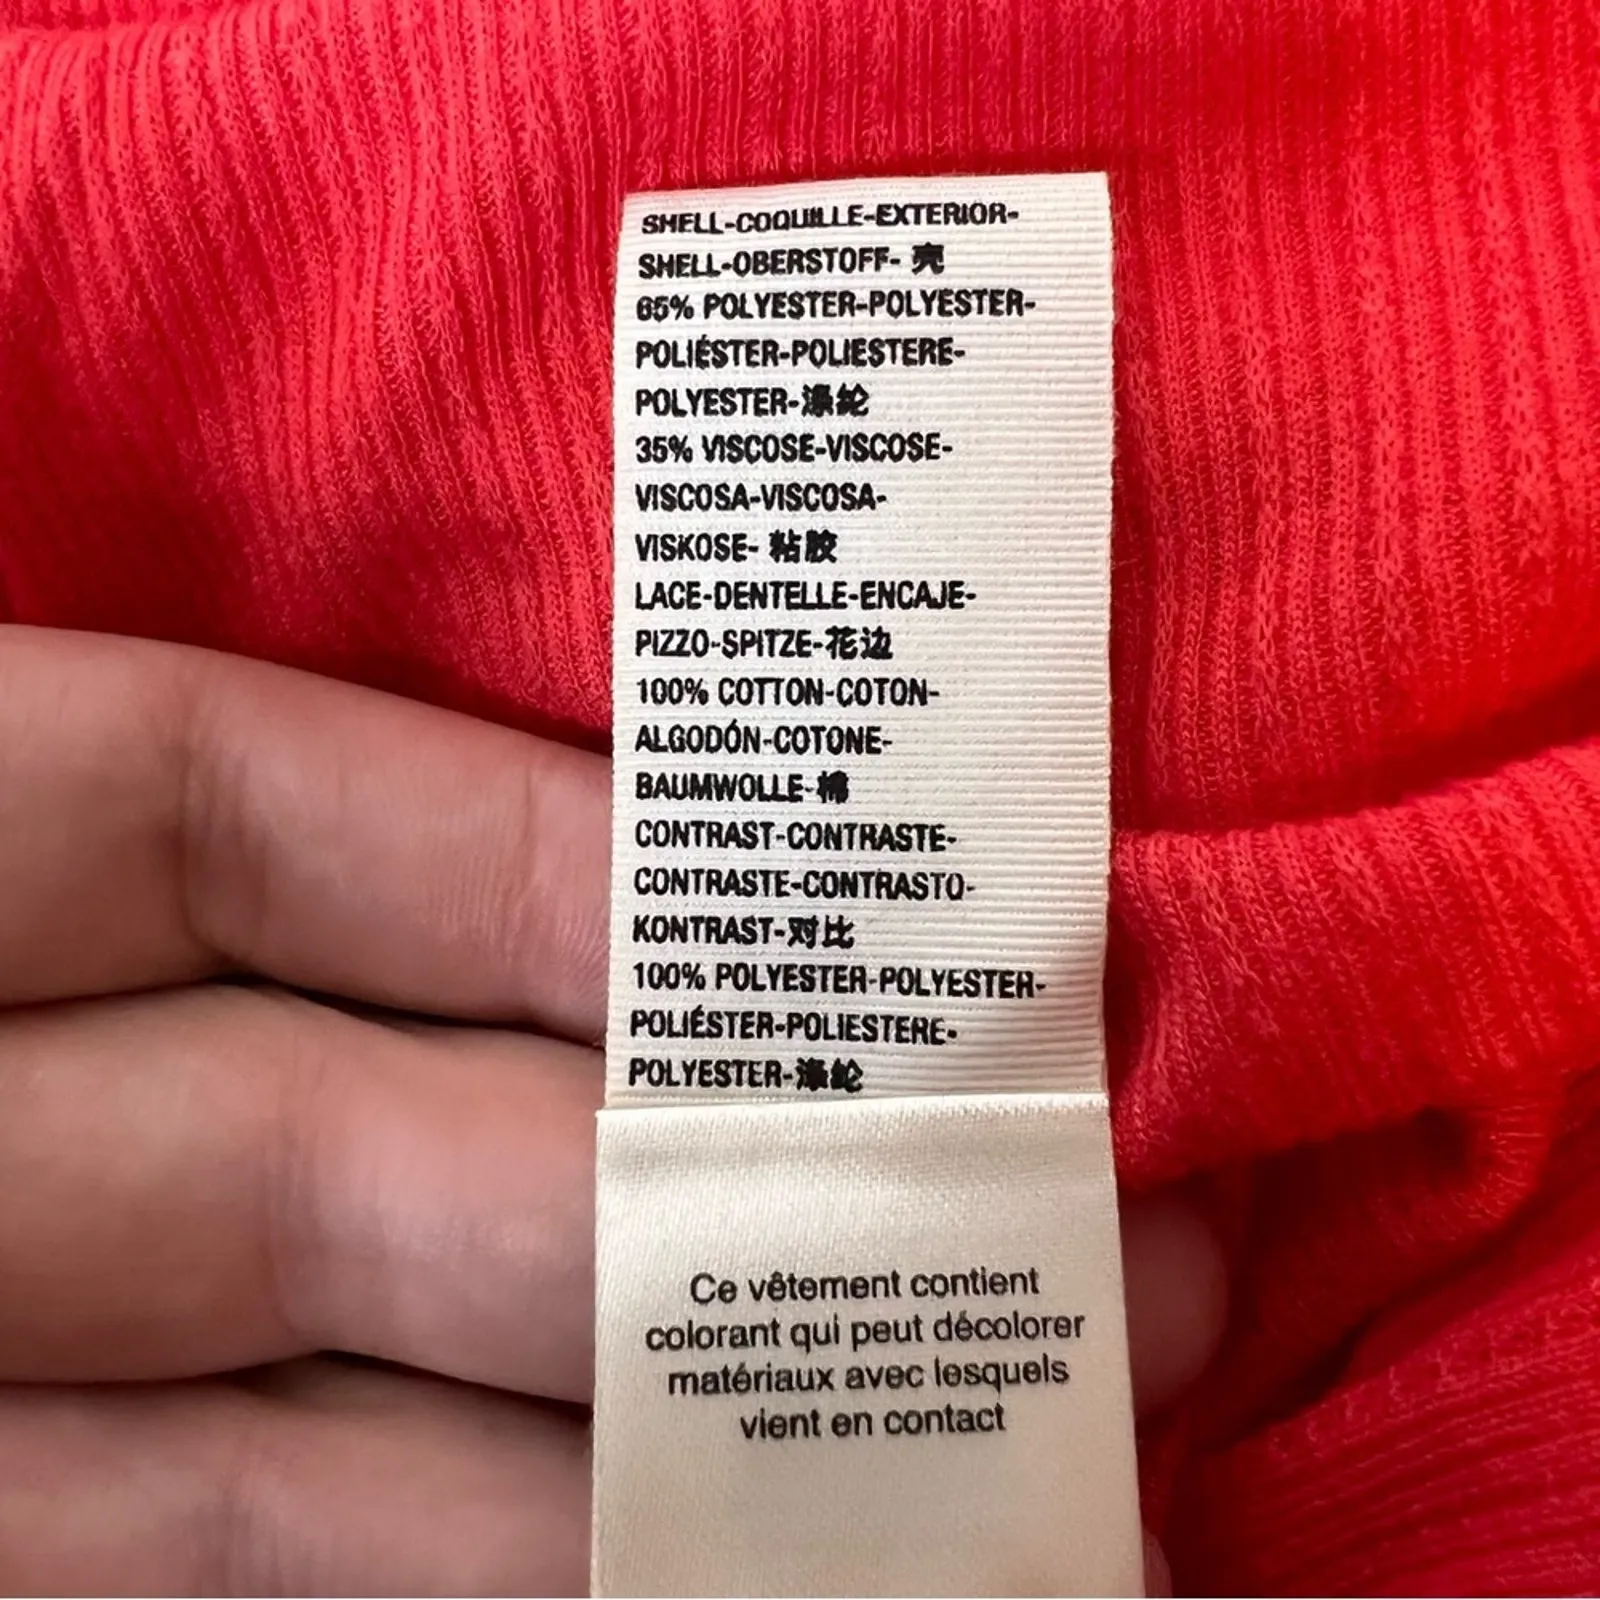 SHELL-COQUILLE-EXTERIOR-
SHELL-OBERSTOFF- 亮
65% POLYESTER-POLYESTER-
POLIÉSTER-POLIESTERE-
POLYESTER-涤纶
35% VISCOSE-VISCOSE-
VISCOSA-VISCOSA-
VISKOSE- 粘胶
LACE-DENTELLE-ENCAJE-
PIZZO-SPITZE-花边
100% COTTON-COTON-
ALGODÓN-COTONE-
BAUMWOLLE-棉
CONTRAST-CONTRASTE-
CONTRASTE-CONTRASTO-
KONTRAST-对比
100% POLYESTER-POLYESTER-
POLIÉSTER-POLIESTERE-
POLYESTER-涤纶
Ce vêtement contient
colorant qui peut décolorer
matériaux avec lesquels
vient en contact